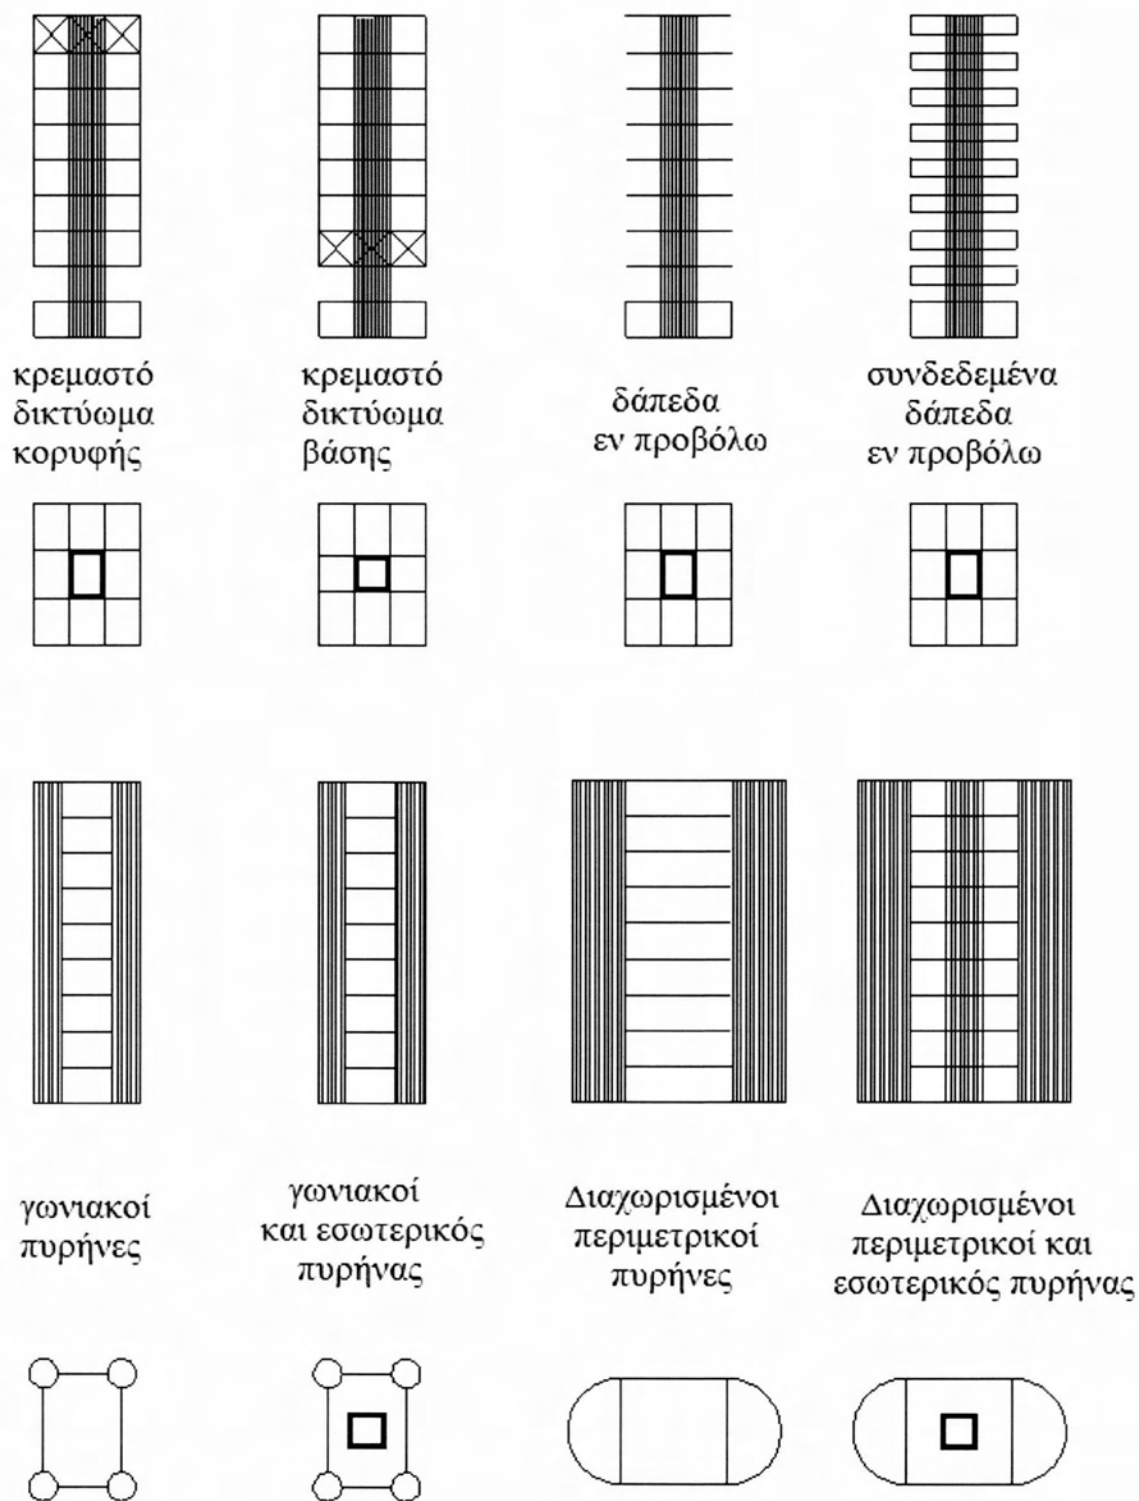 κρεμαστό
δικτύωμα
κορυφής
κρεμαστό
δικτύωμα
βάσης
δάπεδα
εν προβόλω
συνδεδεμένα
δάπεδα
εν προβόλω
γωνιακοί
πυρήνες
γωνιακοί
και εσωτερικός
πυρήνας
Διαχωρισμένοι
περιμετρικοί
πυρήνες
Διαχωρισμένοι
περιμετρικοί και
εσωτερικός πυρήνας